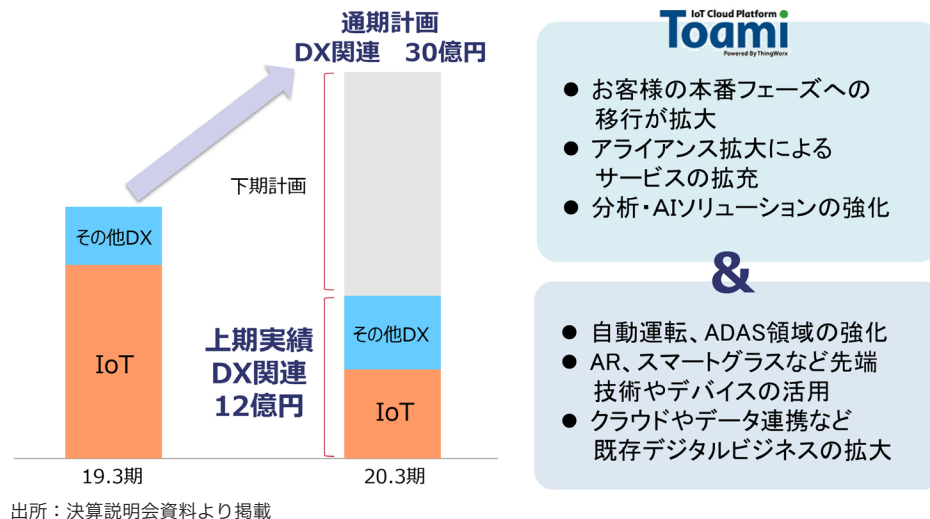 通期計画
DX関連 30億円
下期計画
その他DX
IoT
上期実績
DX関連
12億円
その他DX
IoT
19.3期
20.3期
IoT Cloud Platform
Toami
Powered By ThingWorx
● お客様の本番フェーズへの
移行が拡大
● アライアンス拡大による
サービスの拡充
● 分析・AIソリューションの強化
&
● 自動運転、ADAS領域の強化
● AR、スマートグラスなど先端
技術やデバイスの活用
● クラウドやデータ連携など
既存デジタルビジネスの拡大
出所：決算説明会資料より掲載